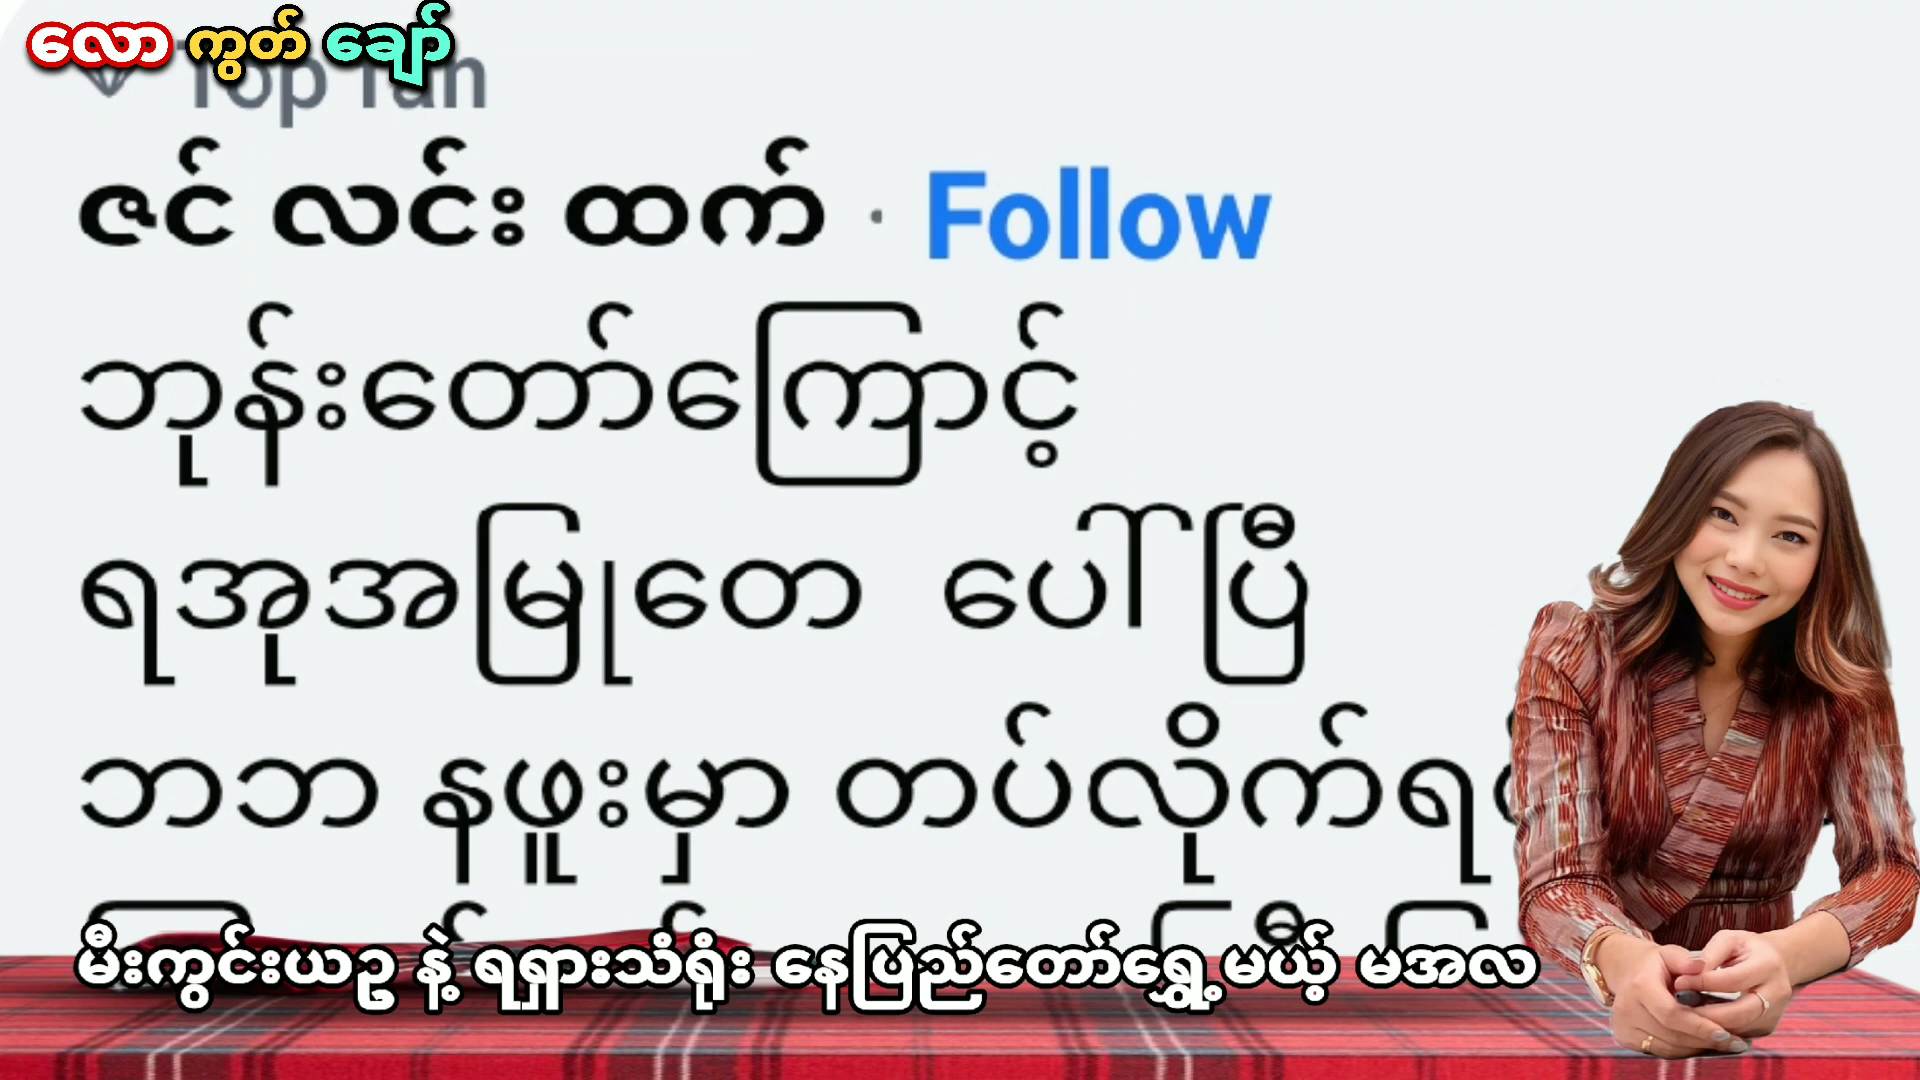 လော ကွတ် ချော်
Top fan
ဇင် လင်း ထက် · Follow
ဘုန်းတော်ကြောင့်
ရအုအမြုတေ ပေါ်ပြီ
ဘဘ နဖူးမှာ တပ်လိုက်ရ
မီးကွင်းယဥ နဲ့ ရရှားသံရုံး နေပြည်တော်ရွှေ့မယ့် မအလ